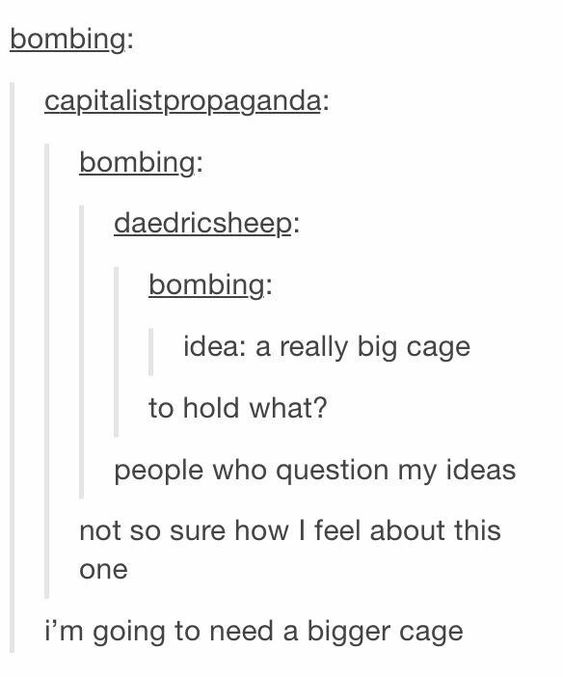 bombing:
capitalistpropaganda:
bombing:
daedricsheep:
bombing:
idea: a really big cage
to hold what?
people who question my ideas
not so sure how I feel about this
one
i'm going to need a bigger cage